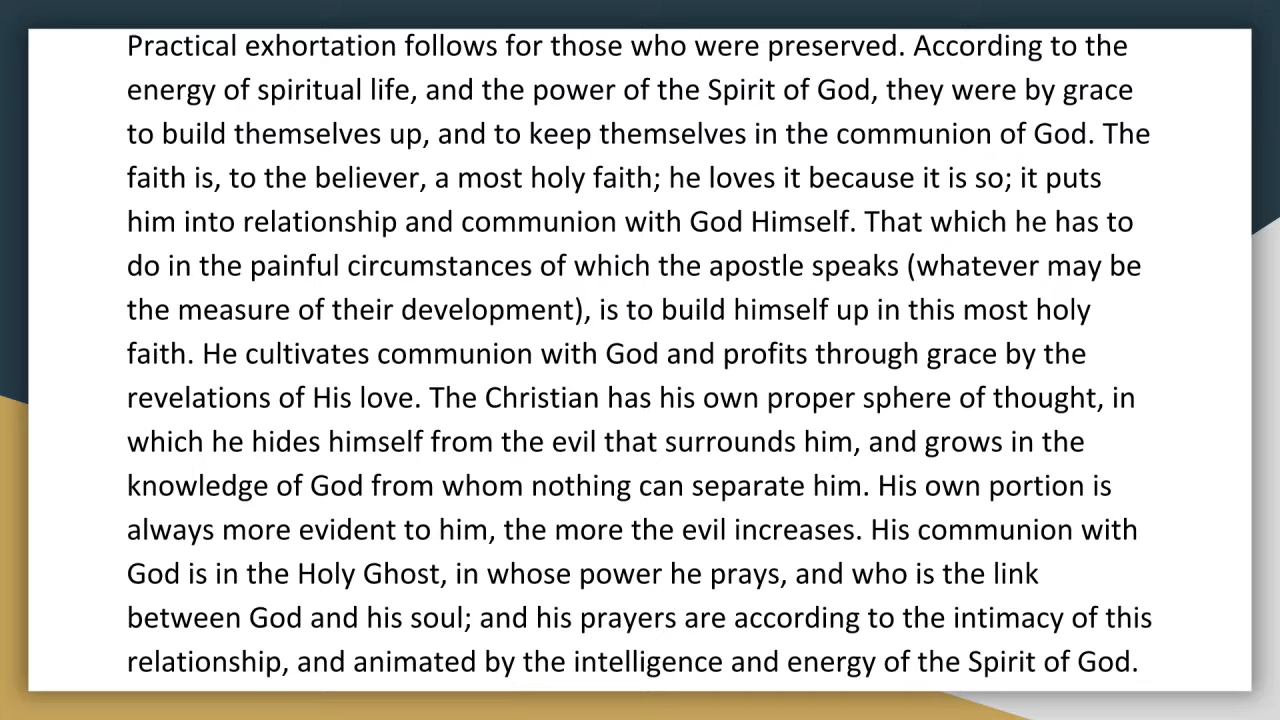 Practical exhortation follows for those who were preserved. According to the
energy of spiritual life, and the power of the Spirit of God, they were by grace
to build themselves up, and to keep themselves in the communion of God. The
faith is, to the believer, a most holy faith; he loves it because it is so; it puts
him into relationship and communion with God Himself. That which he has to
do in the painful circumstances of which the apostle speaks (whatever may be
the measure of their development), is to build himself up in this most holy
faith. He cultivates communion with God and profits through grace by the
revelations of His love. The Christian has his own proper sphere of thought, in
which he hides himself from the evil that surrounds him, and grows in the
knowledge of God from whom nothing can separate him. His own portion is
always more evident to him, the more the evil increases. His communion with
God is in the Holy Ghost, in whose power he prays, and who is the link
between God and his soul; and his prayers are according to the intimacy of this
relationship, and animated by the intelligence and energy of the Spirit of God.